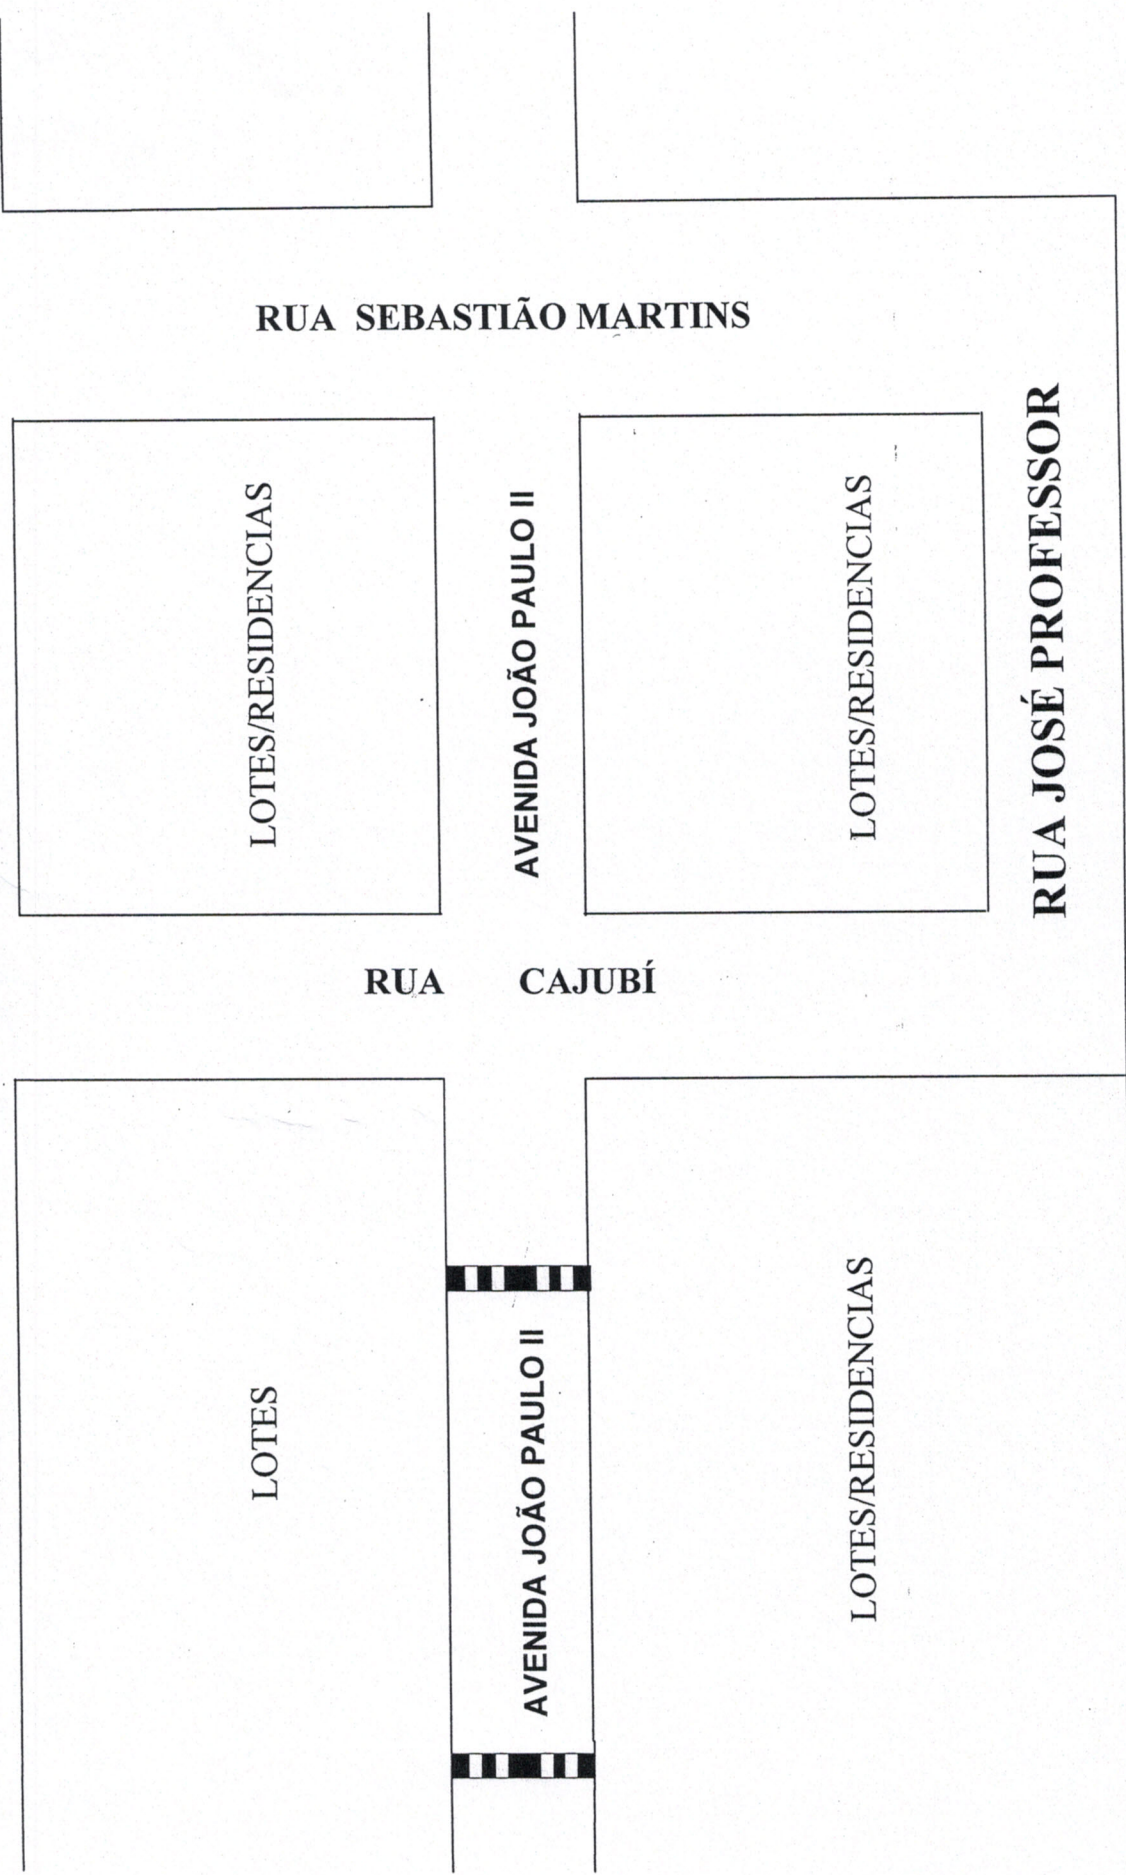 RUA SEBASTIÃO MARTINS
LOTES/RESIDENCIAS
AVENIDA JOÃO PAULO II
LOTES/RESIDENCIAS
RUA JOSÉ PROFESSOR
RUA CAJUBÍ
LOTES
AVENIDA JOÃO PAULO II
LOTES/RESIDENCIAS